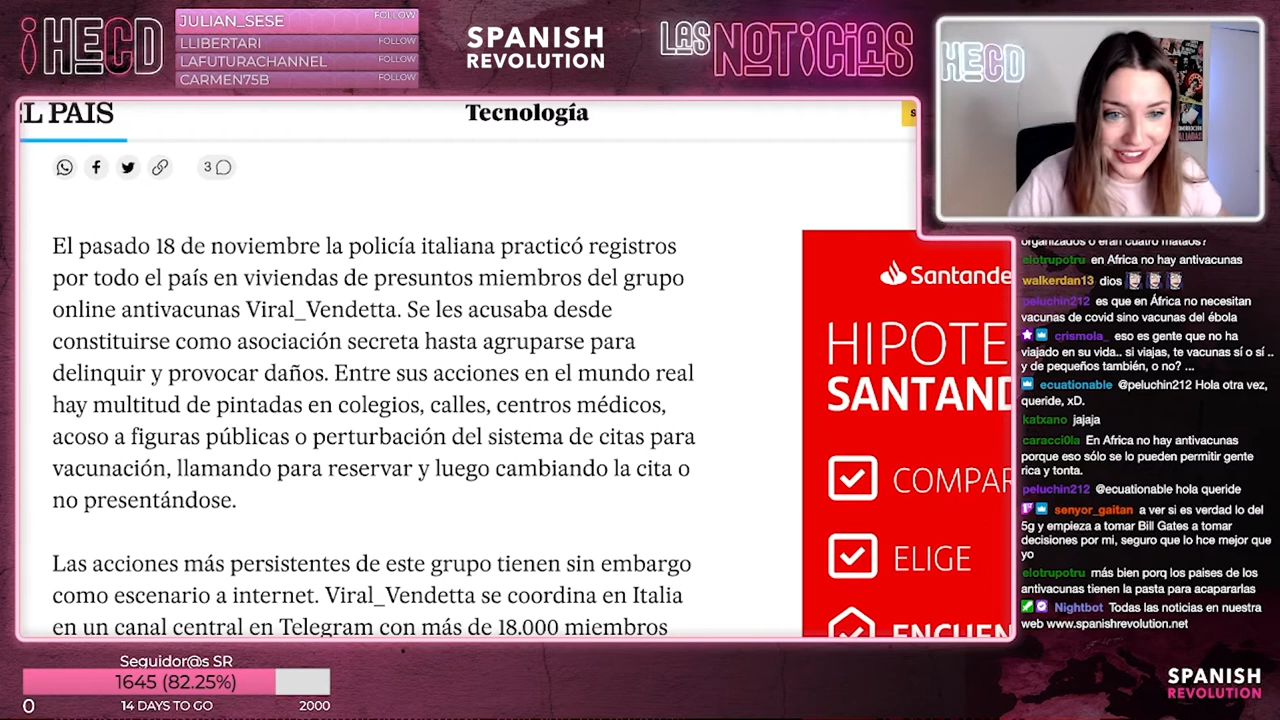 ¡HECD
JULIAN_SESE FOLLOW
LLIBERTARI FOLLOW
LAFUTURACHANNEL FOLLOW
CARMEN75B FOLLOW
SPANISH
REVOLUTION
LAS NOTICIAS
HECD
EL PAIS
Tecnología
S
3
El pasado 18 de noviembre la policía italiana practicó registros
por todo el país en viviendas de presuntos miembros del grupo
online antivacunas Viral_Vendetta. Se les acusaba desde
constituirse como asociación secreta hasta agruparse para
delinquir y provocar daños. Entre sus acciones en el mundo real
hay multitud de pintadas en colegios, calles, centros médicos,
acoso a figuras públicas o perturbación del sistema de citas para
vacunación, llamando para reservar y luego cambiando la cita o
no presentándose.
Las acciones más persistentes de este grupo tienen sin embargo
como escenario a internet. Viral_Vendetta se coordina en Italia
en un canal central en Telegram con más de 18.000 miembros
Santande
HIPOTE
SANTAND
COMPAR
ELIGE
ENCUEN
organizados o eran cuatro mataos?
elotrupotru en Africa no hay antivacunas
walkerdan13 dios
peluchin212 es que en África no necesitan
vacunas de covid sino vacunas del ébola
crismola_ eso es gente que no ha
viajado en su vida.. si viajas, te vacunas sí o sí ..
y de pequeños también, o no? ...
ecuationable @peluchin212 Hola otra vez,
queride, xD.
katxano jajaja
caracci0la En Africa no hay antivacunas
porque eso sólo se lo pueden permitir gente
rica y tonta.
peluchin212 @ecuationable hola queride
senyor_gaitan a ver si es verdad lo del
5g y empieza a tomar Bill Gates a tomar
decisiones por mi, seguro que lo hce mejor que
yo
elotrupotru más bien porq los paises de los
antivacunas tienen la pasta para acapararlas
Nightbot Todas las noticias en nuestra
web www.spanishrevolution.net
Seguidor@s SR
1645 (82.25%)
0 14 DAYS TO GO 2000
SPANISH
REVOLUTION